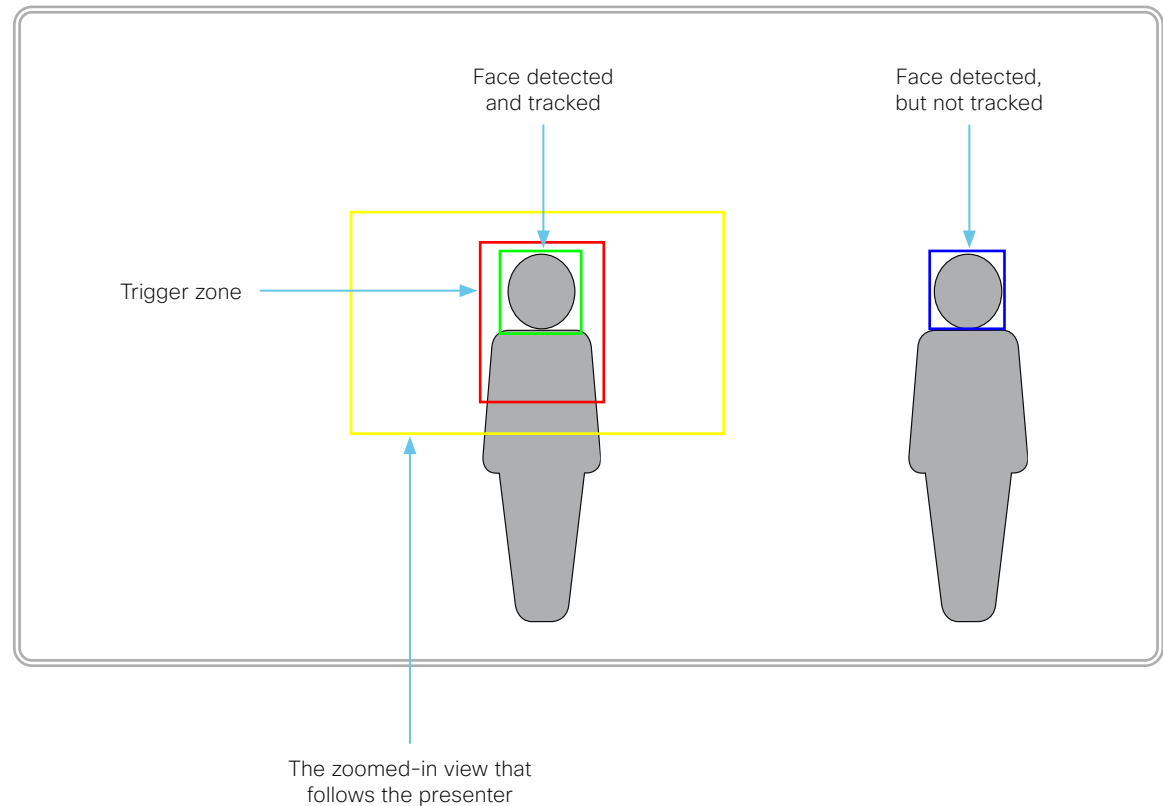 Face detected
and tracked
Face detected,
but not tracked
Trigger zone
The zoomed-in view that
follows the presenter